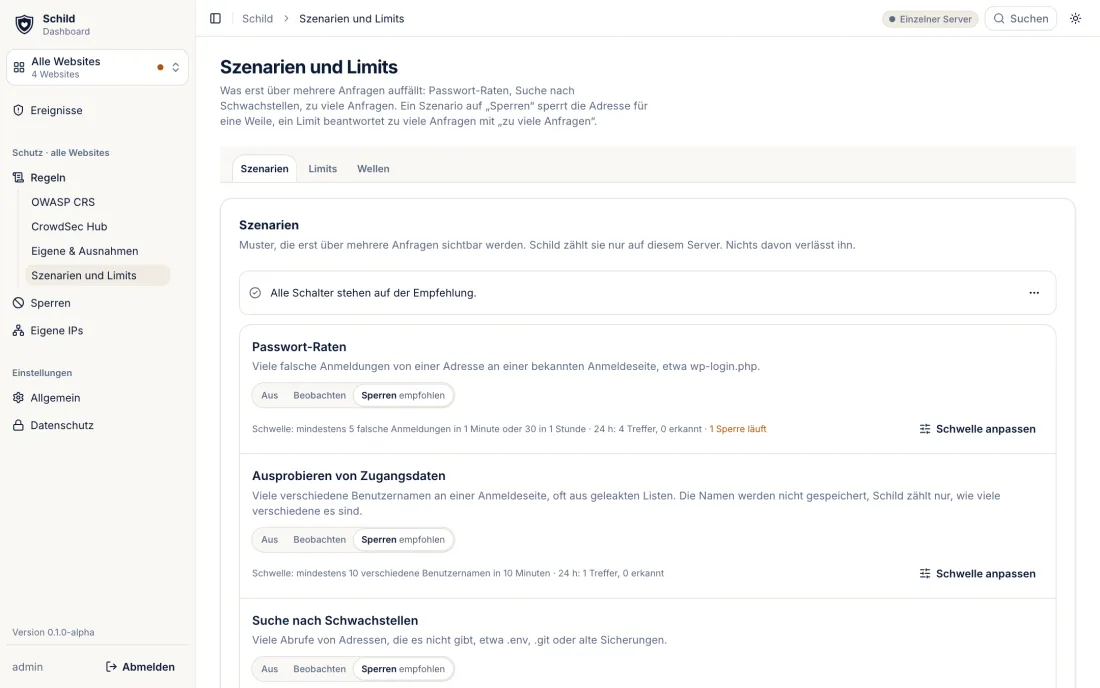 Schild
Dashboard
Alle Websites
4 Websites
Ereignisse
Schutz · alle Websites
Regeln
OWASP CRS
CrowdSec Hub
Eigene & Ausnahmen
Szenarien und Limits
Sperren
Eigene IPs
Einstellungen
Allgemein
Datenschutz
Version 0.1.0-alpha
admin
Abmelden
Schild > Szenarien und Limits
Einzelner Server
Suchen
Szenarien und Limits
Was erst über mehrere Anfragen auffällt: Passwort-Raten, Suche nach
Schwachstellen, zu viele Anfragen. Ein Szenario auf „Sperren“ sperrt die Adresse für
eine Weile, ein Limit beantwortet zu viele Anfragen mit „zu viele Anfragen“.
Szenarien Limits Wellen
Szenarien
Muster, die erst über mehrere Anfragen sichtbar werden. Schild zählt sie nur auf diesem Server. Nichts davon verlässt ihn.
Alle Schalter stehen auf der Empfehlung.
Passwort-Raten
Viele falsche Anmeldungen von einer Adresse an einer bekannten Anmeldeseite, etwa wp-login.php.
Aus Beobachten Sperren empfohlen
Schwelle: mindestens 5 falsche Anmeldungen in 1 Minute oder 30 in 1 Stunde · 24 h: 4 Treffer, 0 erkannt · 1 Sperre läuft
Schwelle anpassen
Ausprobieren von Zugangsdaten
Viele verschiedene Benutzernamen an einer Anmeldeseite, oft aus geleakten Listen. Die Namen werden nicht gespeichert, Schild zählt nur, wie viele
verschiedene es sind.
Aus Beobachten Sperren empfohlen
Schwelle: mindestens 10 verschiedene Benutzernamen in 10 Minuten · 24 h: 1 Treffer, 0 erkannt
Schwelle anpassen
Suche nach Schwachstellen
Viele Abrufe von Adressen, die es nicht gibt, etwa .env, .git oder alte Sicherungen.
Aus Beobachten Sperren empfohlen